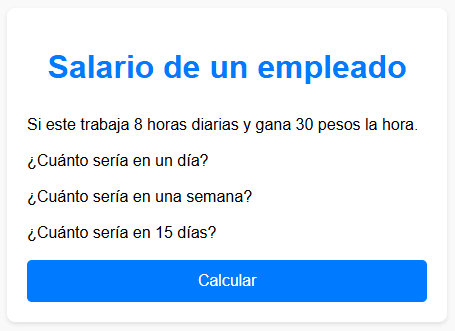 Salario de un empleado
Si este trabaja 8 horas diarias y gana 30 pesos la hora.
¿Cuánto sería en un día?
¿Cuánto sería en una semana?
¿Cuánto sería en 15 días?
Calcular